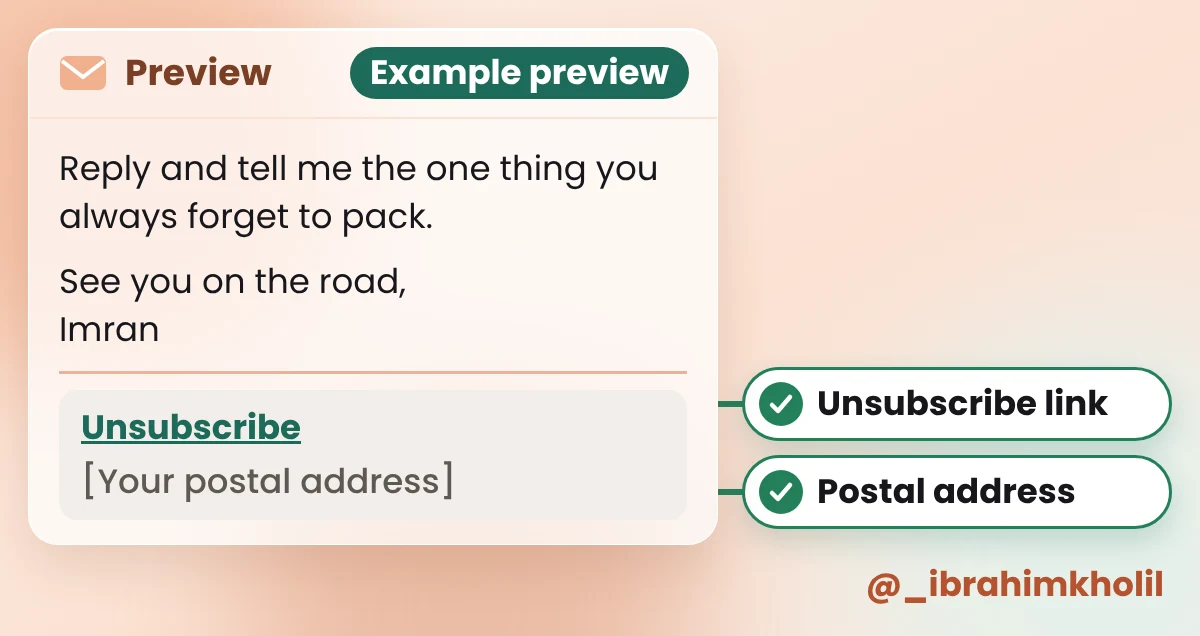 Preview
Example preview
Reply and tell me the one thing you
always forget to pack.
See you on the road,
Imran
Unsubscribe
[Your postal address]
Unsubscribe link
Postal address
@_ibrahimkholil